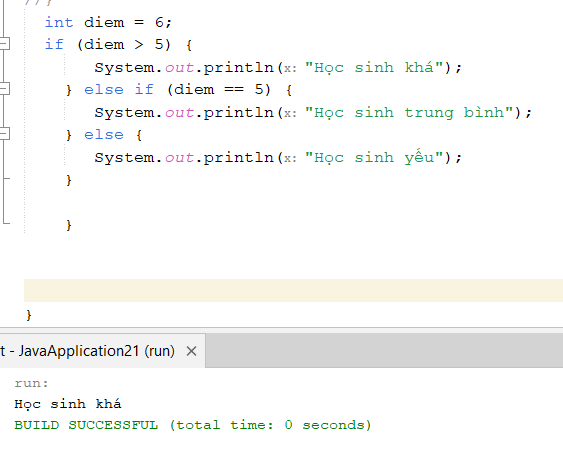 //}
int diem = 6;
if (diem > 5) {
System.out.println(x: "Học sinh khá");
} else if (diem == 5) {
System.out.println(x: "Học sinh trung bình");
} else {
System.out.println(x: "Học sinh yếu");
}
}
}
t - JavaApplication21 (run) ×
run:
Học sinh khá
BUILD SUCCESSFUL (total time: 0 seconds)